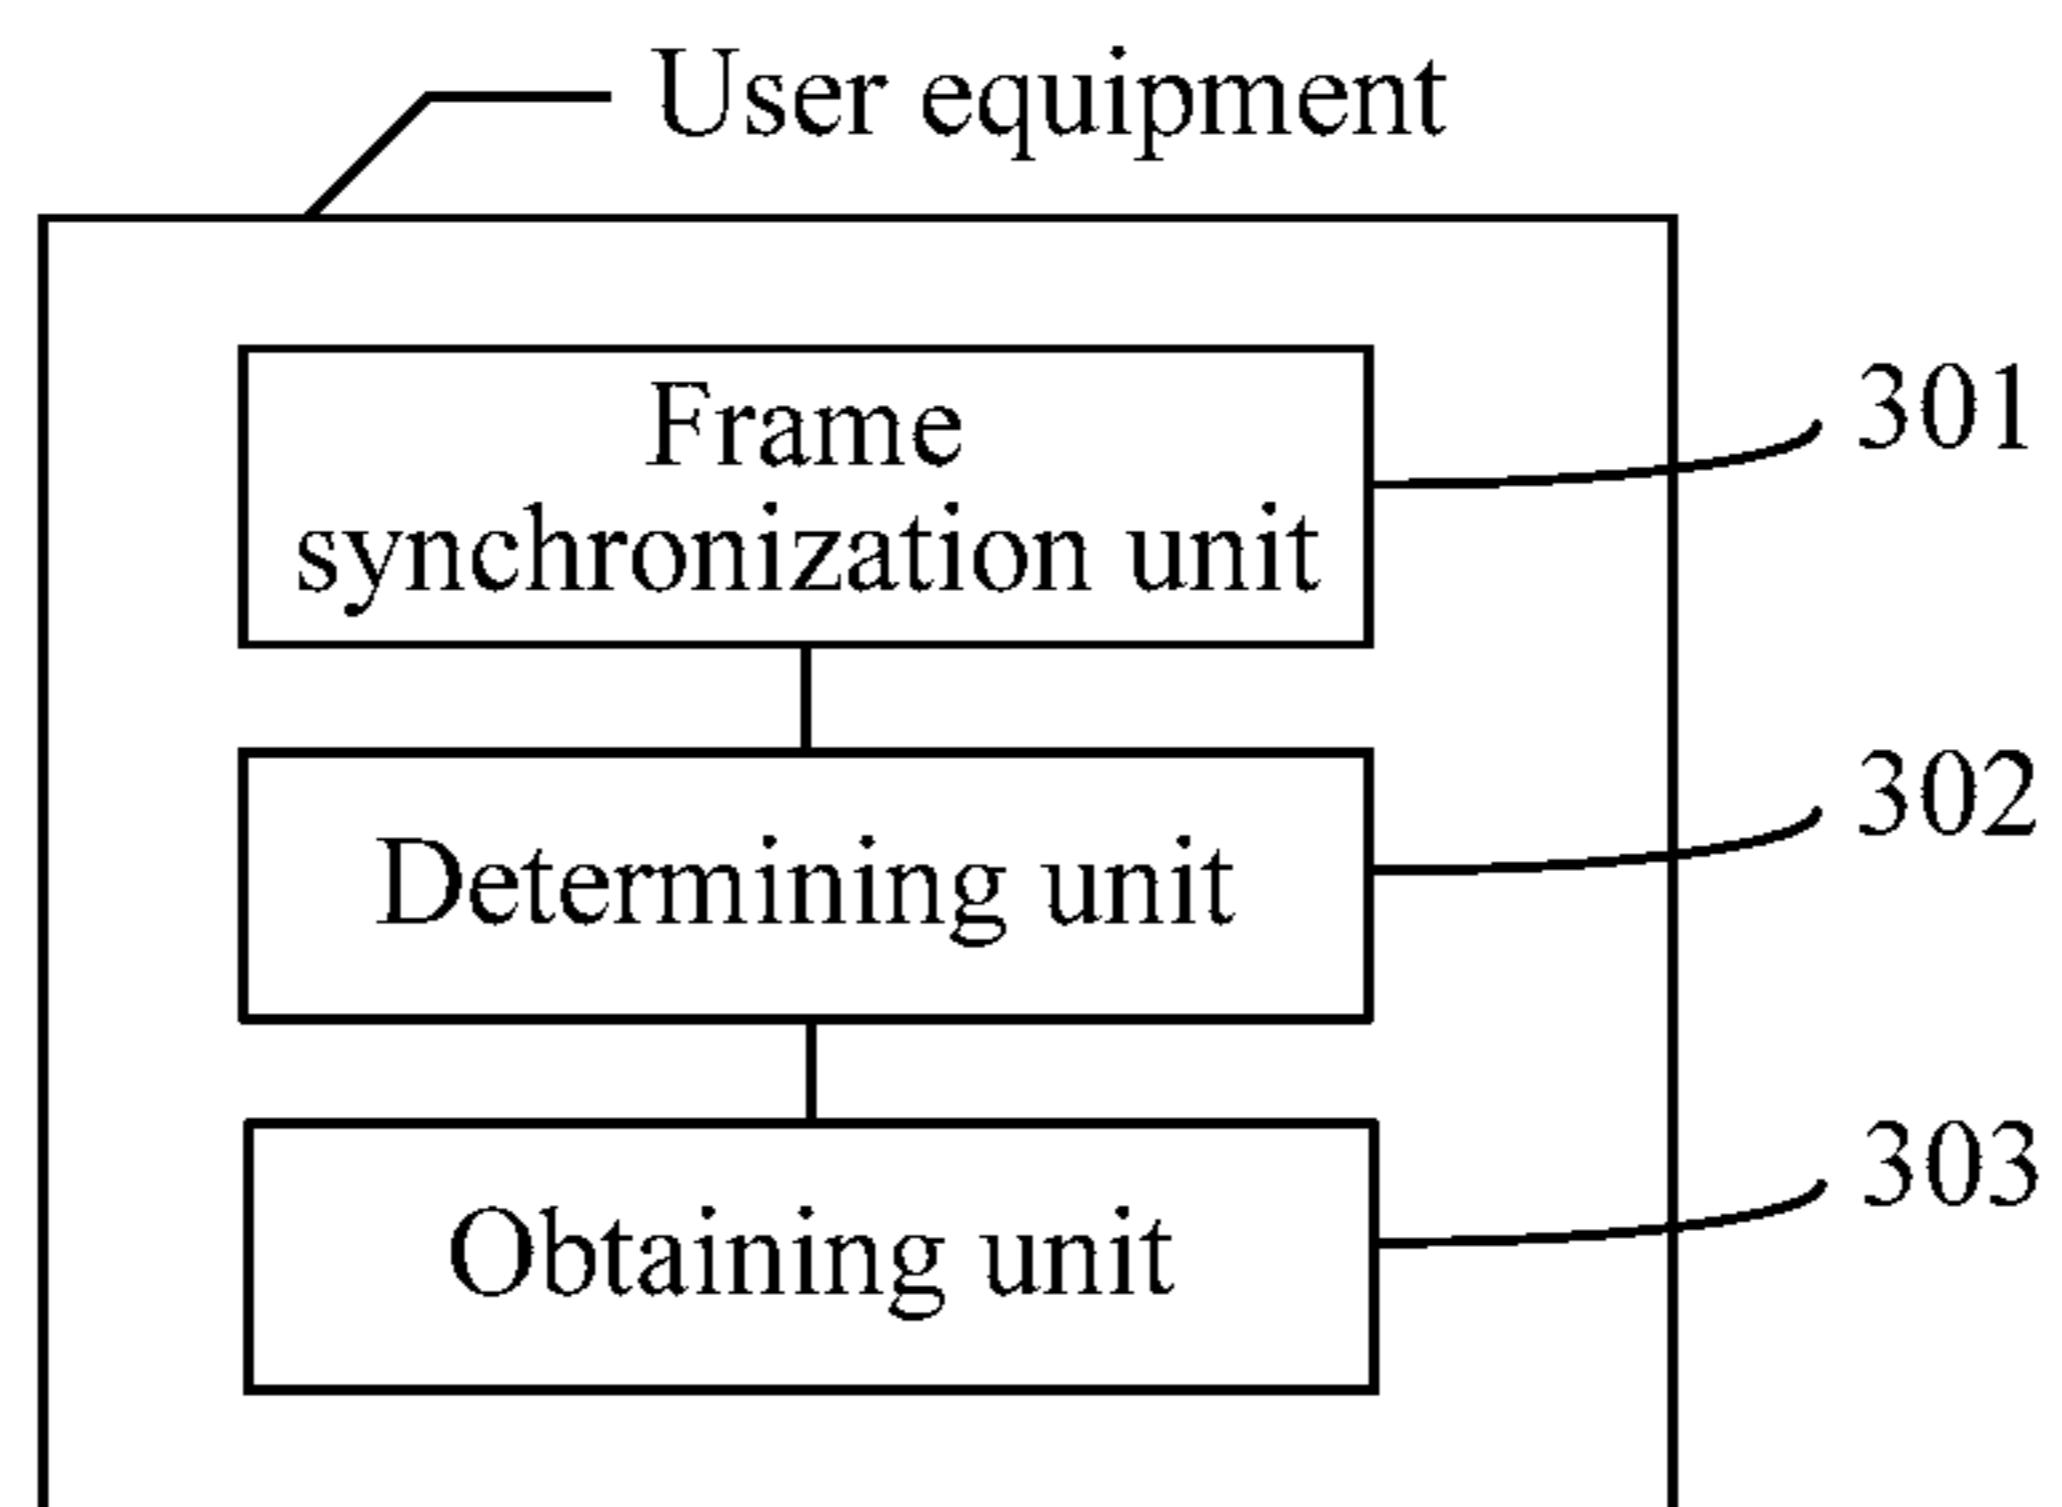 User equipment
Frame
synchronization unit
301
Determining unit
302
Obtaining unit
303